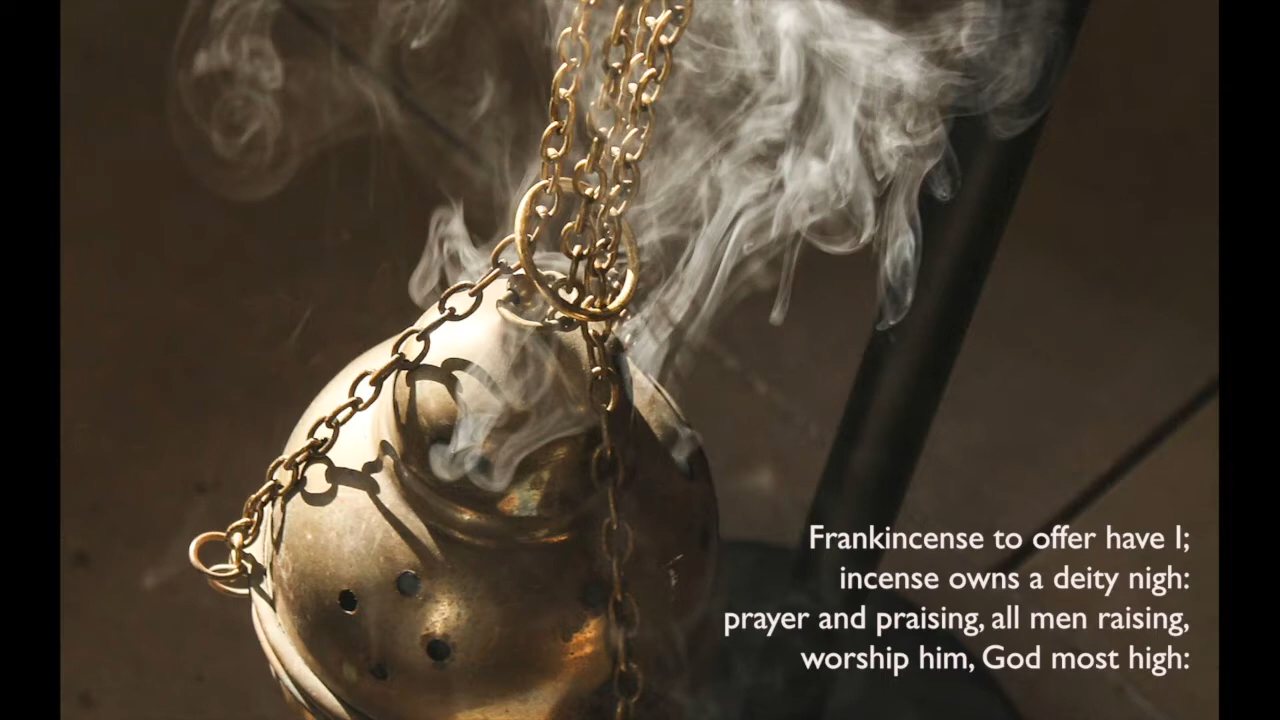 Frankincense to offer have I;
incense owns a deity nigh:
prayer and praising, all men raising,
worship him, God most high: